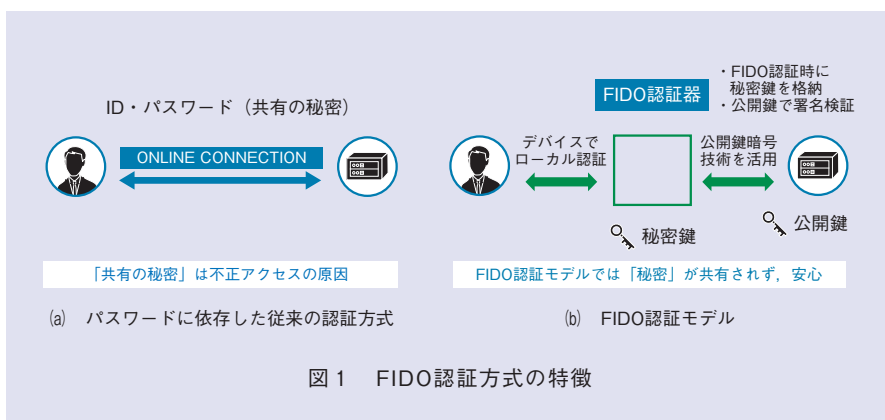 ID・パスワード（共有の秘密）
ONLINE CONNECTION
「共有の秘密」は不正アクセスの原因
(a) パスワードに依存した従来の認証方式
FIDO認証器
・FIDO認証時に
秘密鍵を格納
・公開鍵で署名検証
デバイスで
ローカル認証
公開鍵暗号
技術を活用
秘密鍵
公開鍵
FIDO認証モデルでは「秘密」が共有されず，安心
(b) FIDO認証モデル
図1 FIDO認証方式の特徴